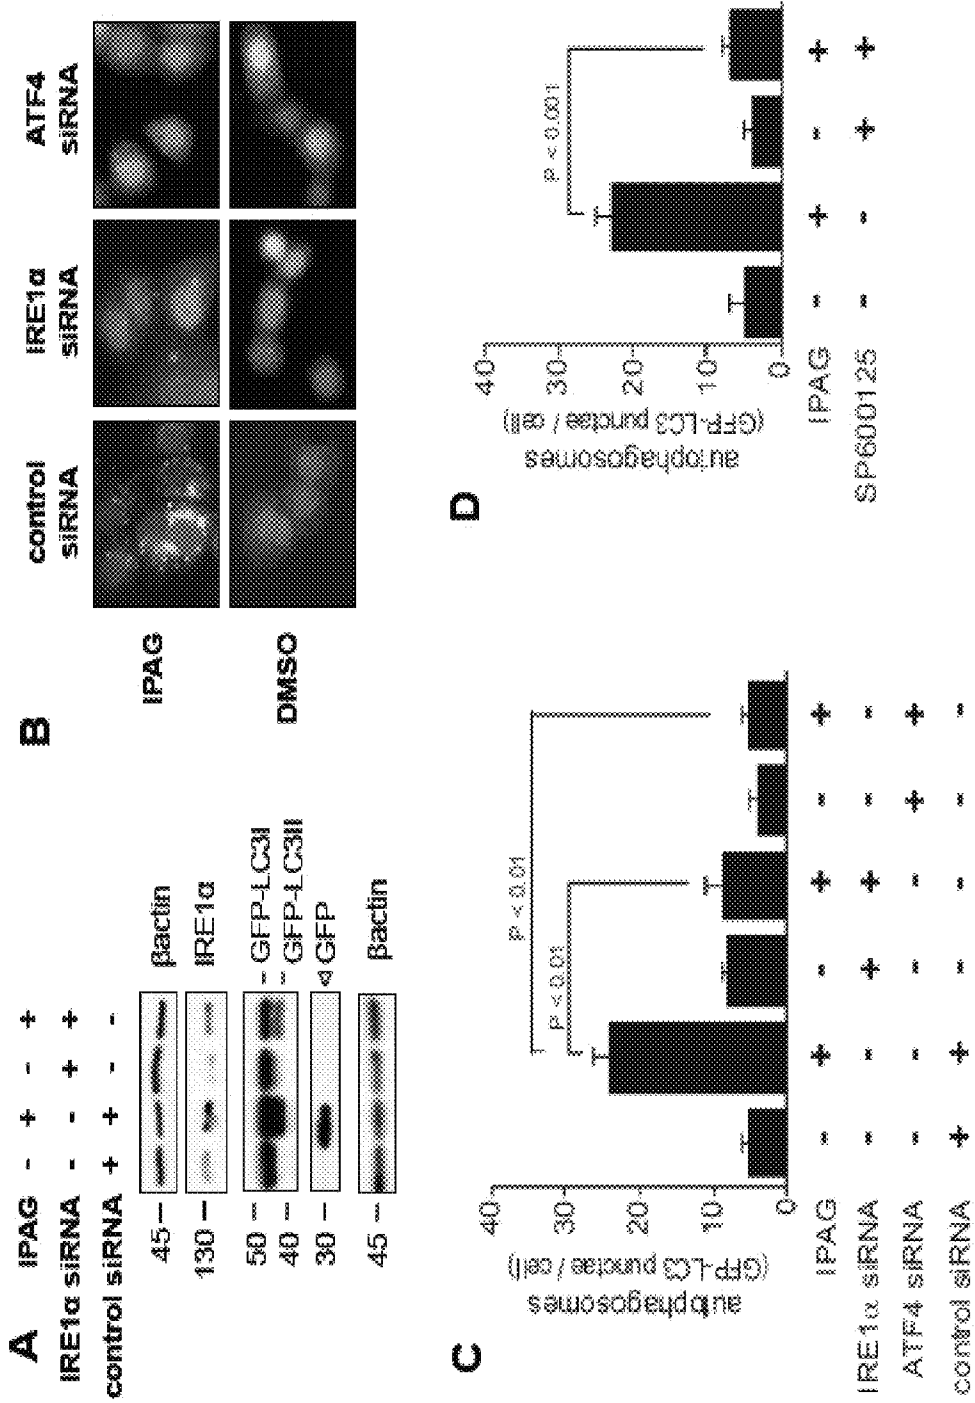 A
IPAG - + - +
IRE1α siRNA - - + +
control siRNA + + - -
45 βactin
130 IRE1α
50 GFP-LC3I
40 GFP-LC3II
30 GFP
45 βactin
B
control siRNA
IRE1α siRNA
ATF4 siRNA
IPAG
DMSO
C
autophagosomes
(GFP-LC3 punctae / cell)
40
30
20
10
0
P < 0.01
P < 0.01
IPAG - + - + - +
IRE1α siRNA - - + + - -
ATF4 siRNA - - - - + +
control siRNA + + - - - -
D
autophagosomes
(GFP-LC3 punctae / cell)
40
30
20
10
0
P < 0.001
IPAG - + - +
SP600125 - - + +